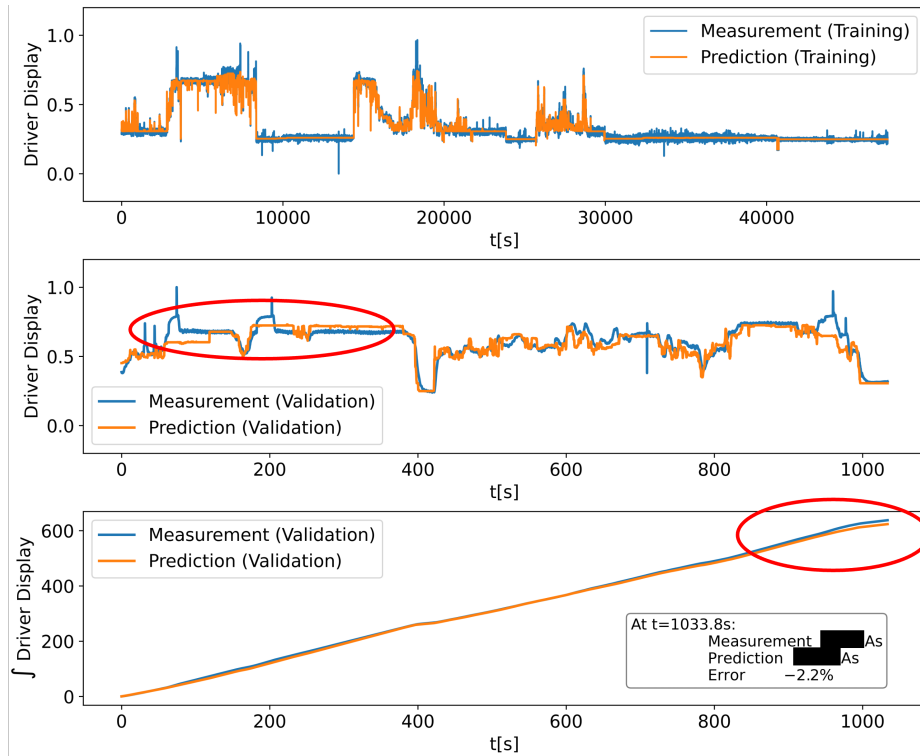 Driver Display
1.0
0.5
0.0
Measurement (Training)
Prediction (Training)
0 10000 20000 30000 40000
t[s]
Driver Display
1.0
0.5
0.0
Measurement (Validation)
Prediction (Validation)
0 200 400 600 800 1000
t[s]
∫ Driver Display
600
400
200
0
Measurement (Validation)
Prediction (Validation)
At t=1033.8s:
Measurement As
Prediction As
Error −2.2%
0 200 400 600 800 1000
t[s]